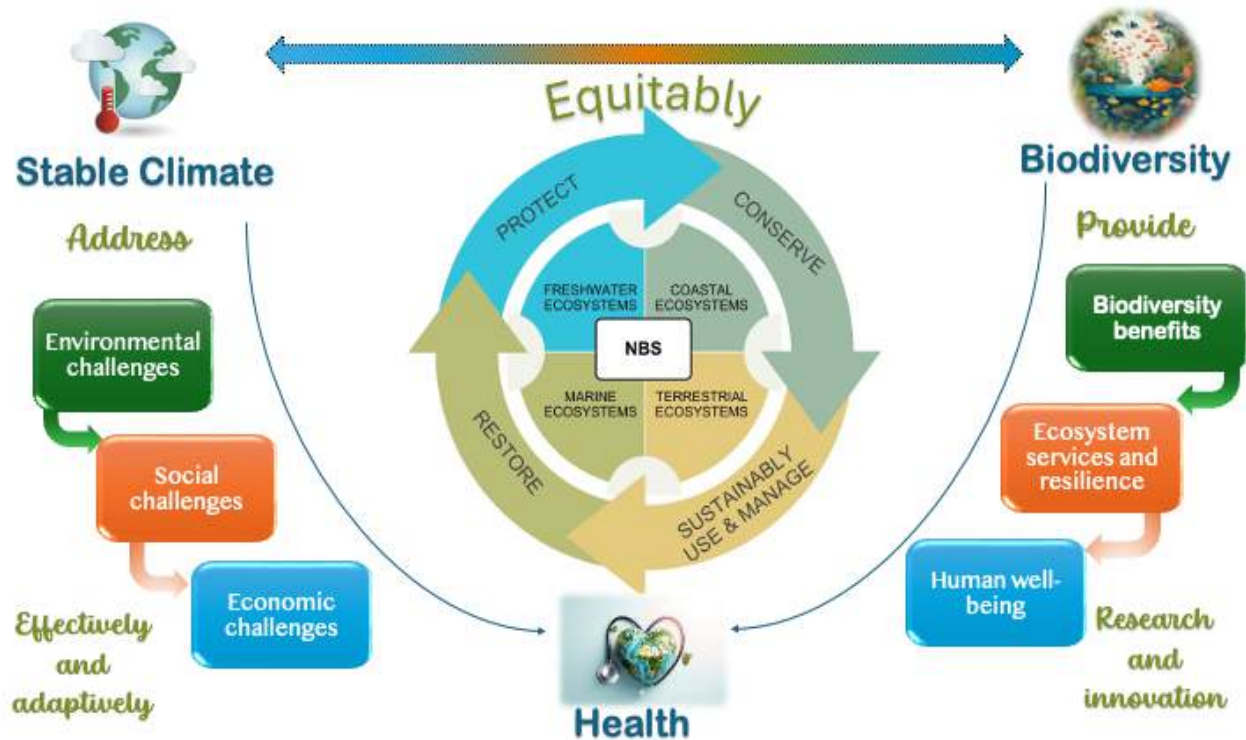 Equitably
Stable Climate
Biodiversity
PROTECT
CONSERVE
Address
Provide
FRESHWATER
ECOSYSTEMS
COASTAL
ECOSYSTEMS
NBS
MARINE
ECOSYSTEMS
TERRESTRIAL
ECOSYSTEMS
RESTORE
SUSTAINABLY
USE & MANAGE
Environmental
challenges
Social
challenges
Economic
challenges
Biodiversity
benefits
Ecosystem
services and
resilience
Human well-
being
Effectively
and
adaptively
Research
and
innovation
Health